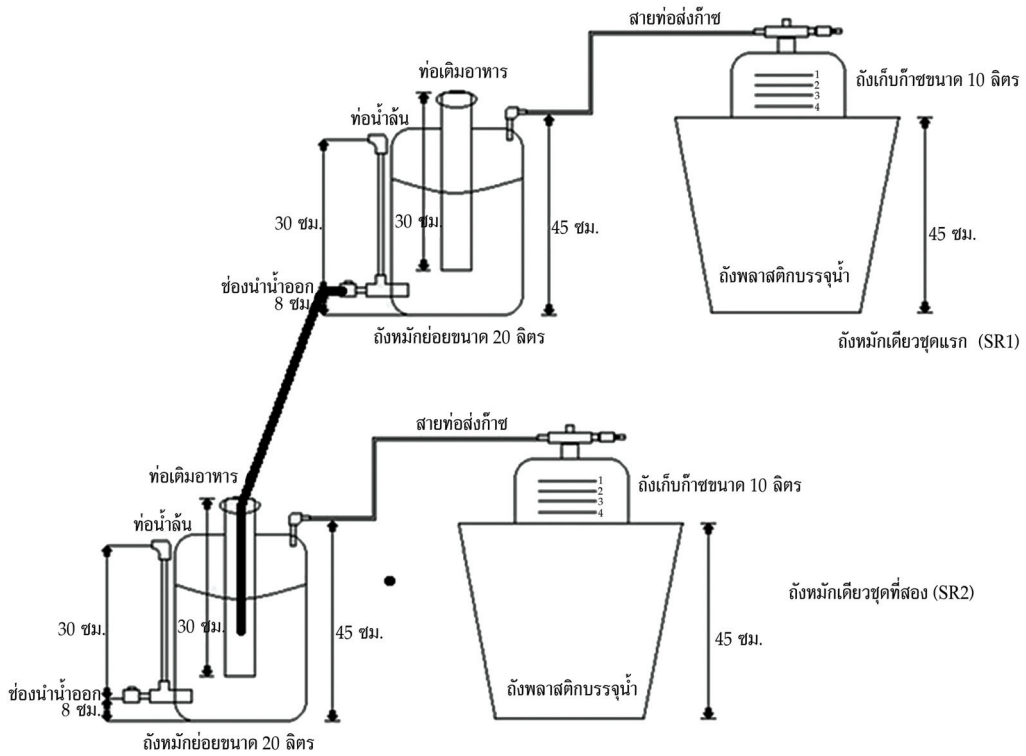 สายท่อส่งก๊าซ
ท่อเติมอาหาร
ถังเก็บก๊าซขนาด 10 ลิตร
1
2
3
4
ท่อน้ำล้น
30 ซม.
30 ซม.
45 ซม.
45 ซม.
ถังพลาสติกบรรจุน้ำ
ช่องนำน้ำออก
8 ซม.
ถังหมักย่อยขนาด 20 ลิตร
ถังหมักเดียวชุดแรก (SR1)
สายท่อส่งก๊าซ
ท่อเติมอาหาร
ถังเก็บก๊าซขนาด 10 ลิตร
1
2
3
4
ท่อน้ำล้น
ถังหมักเดียวชุดที่สอง (SR2)
30 ซม.
30 ซม.
45 ซม.
45 ซม.
ถังพลาสติกบรรจุน้ำ
ช่องนำน้ำออก
8 ซม.
ถังหมักย่อยขนาด 20 ลิตร